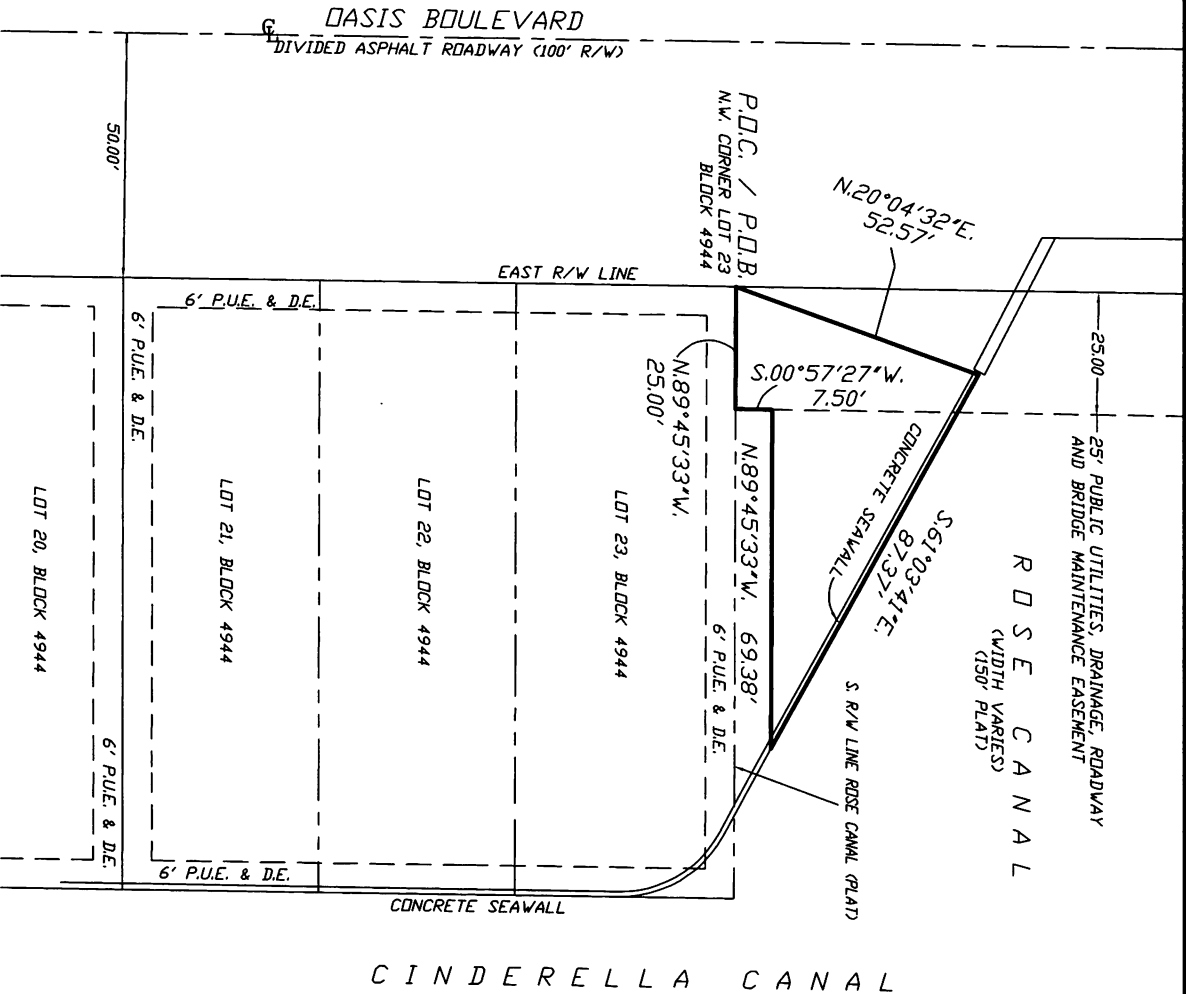 OASIS BOULEVARD
C L
DIVIDED ASPHALT ROADWAY (100' R/W)
50.00'
P.O.C. / P.O.B.
N.W. CORNER LOT 23
BLOCK 4944
N.20°04'32"E.
52.57'
EAST R/W LINE
6' P.U.E. & D.E.
6' P.U.E. & D.E.
25.00
25' PUBLIC UTILITIES, DRAINAGE, ROADWAY
AND BRIDGE MAINTENANCE EASEMENT
N.89°45'33"W.
25.00'
S.00°57'27"W.
7.50'
CONCRETE SEAWALL
S.61°03'41"E.
87.37'
N.89°45'33"W. 69.38'
ROSE CANAL
(WIDTH VARIES)
(150' PLAT)
LOT 20, BLOCK 4944
LOT 21, BLOCK 4944
LOT 22, BLOCK 4944
LOT 23, BLOCK 4944
6' P.U.E. & D.E.
S. R/W LINE ROSE CANAL (PLAT)
6' P.U.E. & D.E.
6' P.U.E. & D.E.
CONCRETE SEAWALL
CINDERELLA CANAL